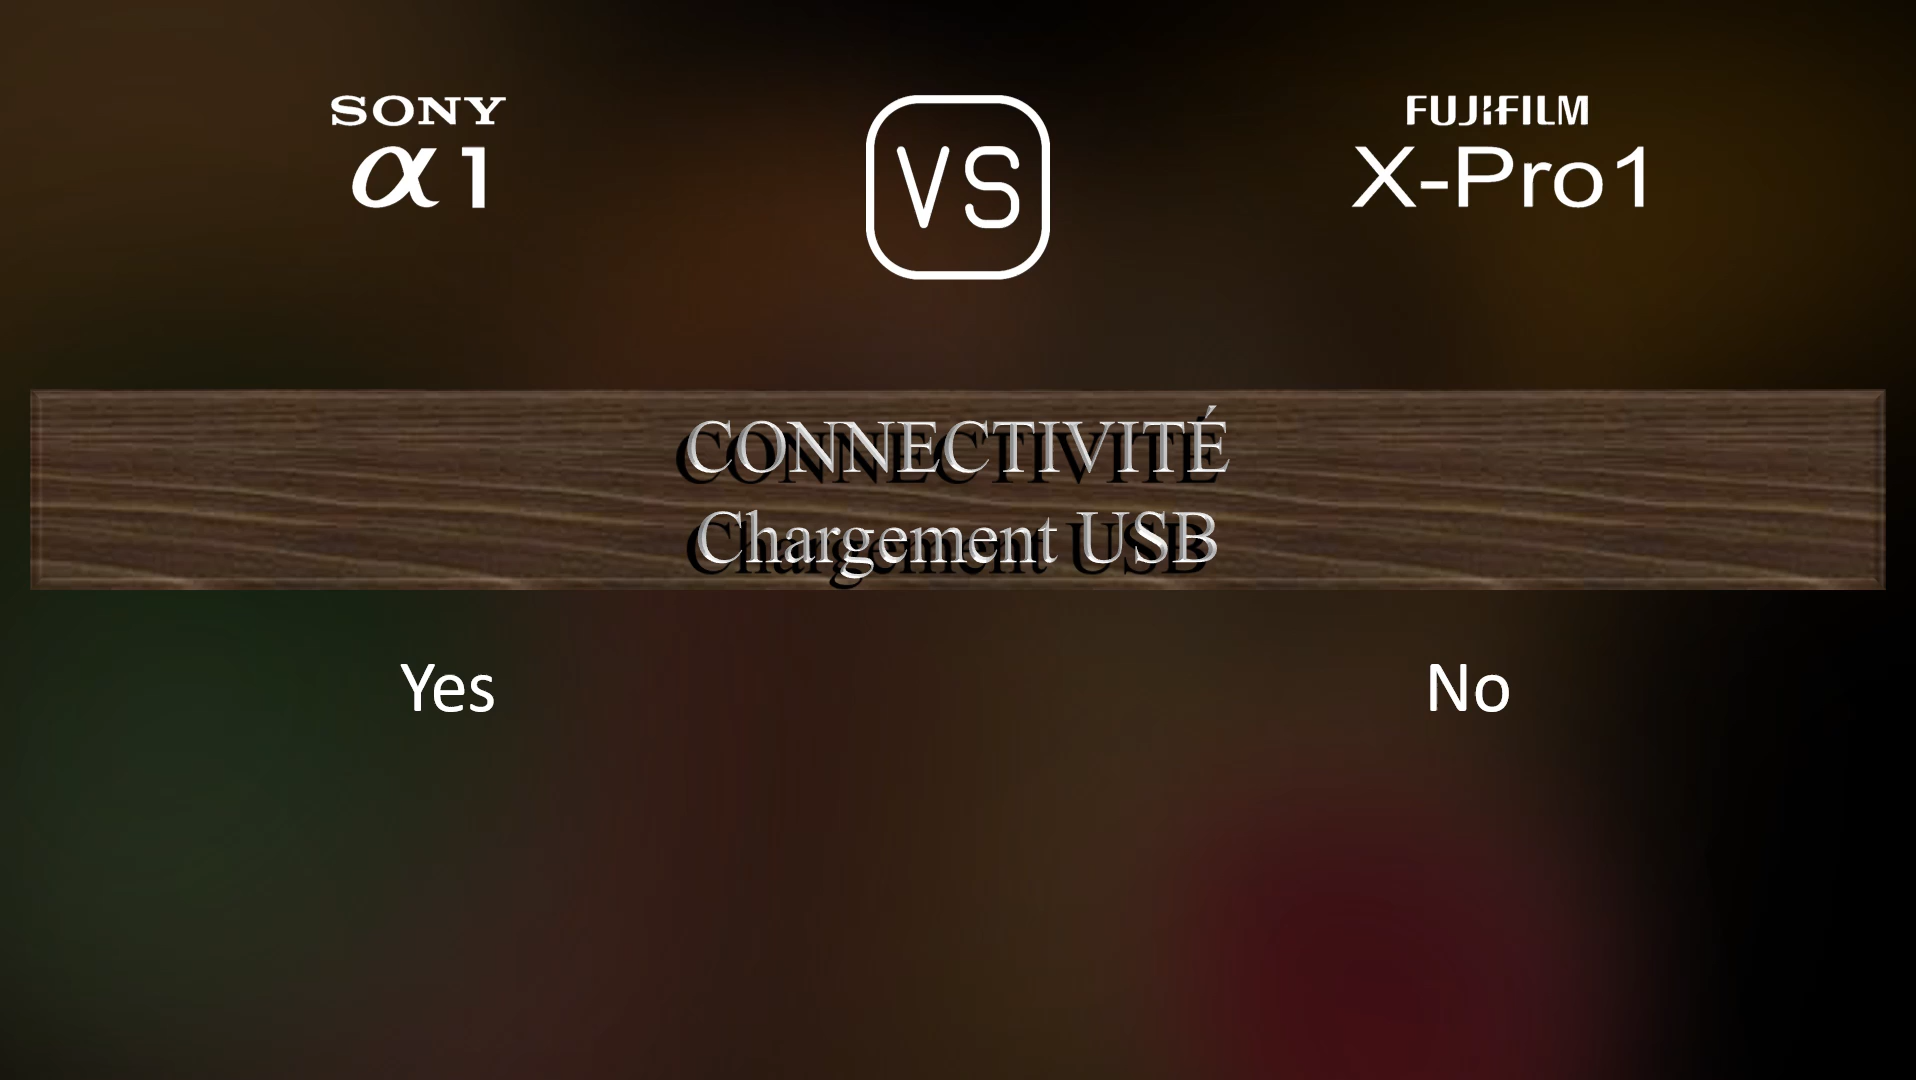 SONY
α1
VS
FUJIFILM
X-Pro1
CONNECTIVITÉ
Chargement USB
Yes
No